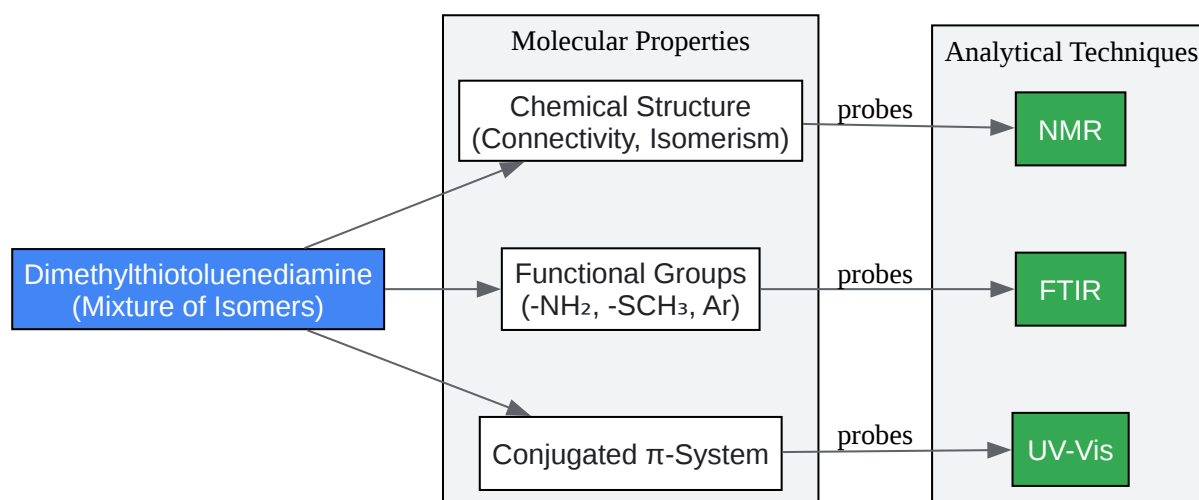 Molecular Properties
Analytical Techniques
Chemical Structure
(Connectivity, Isomerism)
probes
NMR
Dimethylthiotoluenediamine
(Mixture of Isomers)
Functional Groups
(-NH₂, -SCH₃, Ar)
probes
FTIR
Conjugated π-System
probes
UV-Vis